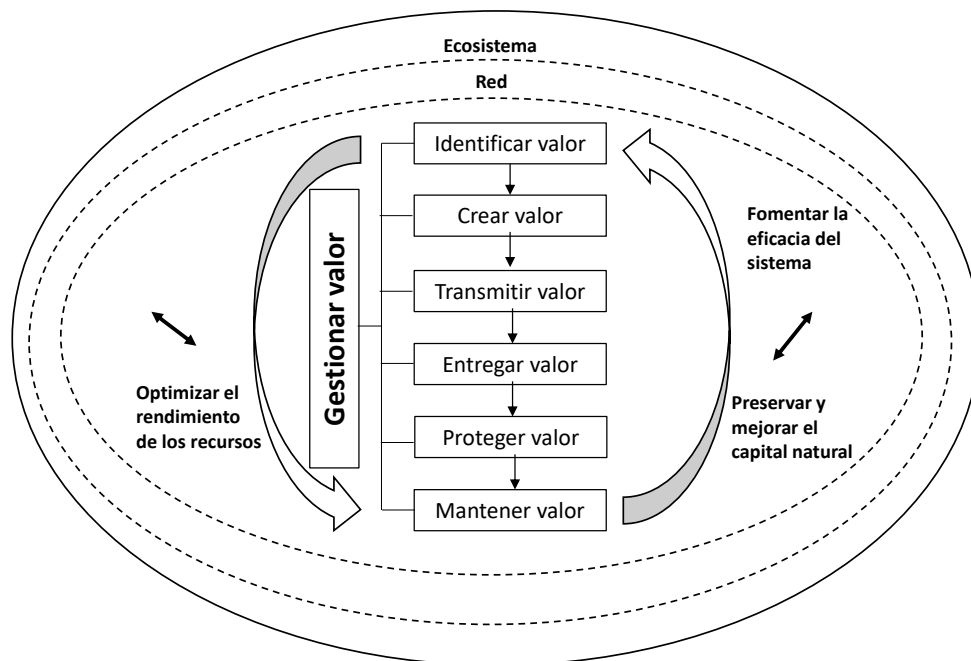 Ecosistema
Red
Identificar valor
Crear valor
Transmitir valor
Entregar valor
Proteger valor
Mantener valor
Gestionar valor
Optimizar el
rendimiento
de los recursos
Fomentar la
eficacia del
sistema
Preservar y
mejorar el
capital natural